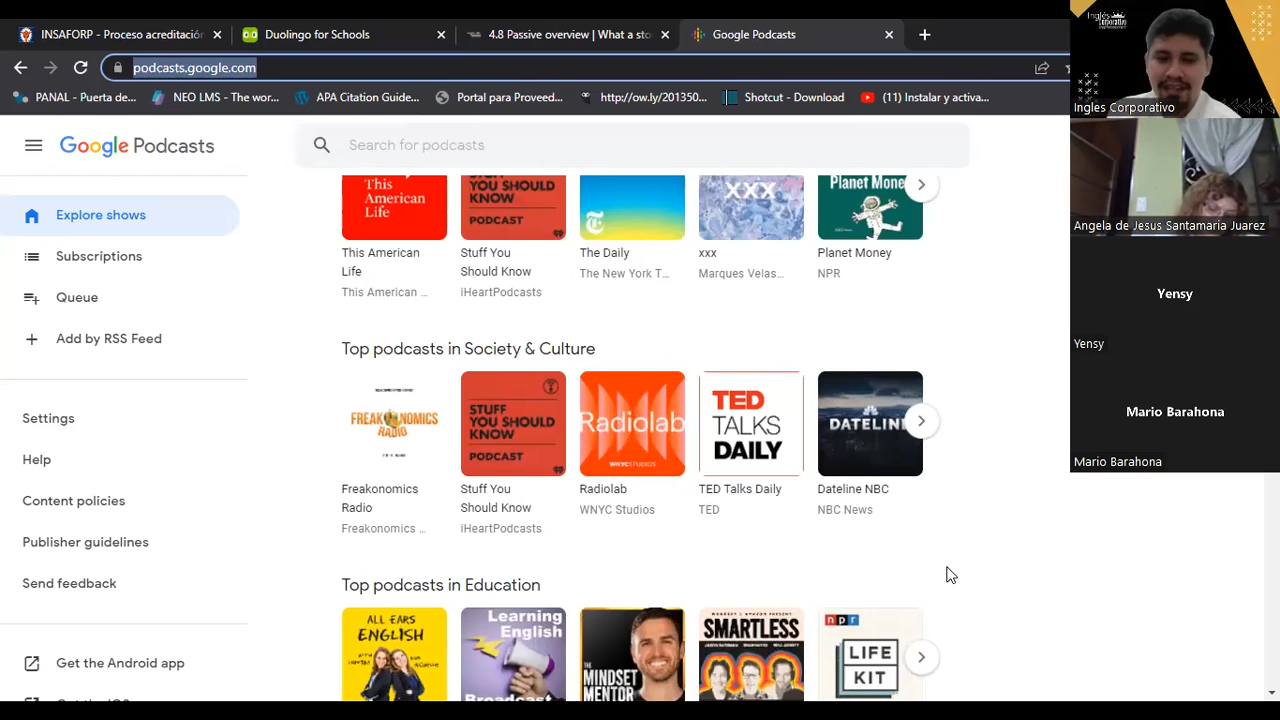 INSAFORP - Proceso acreditación
Duolingo for Schools
4.8 Passive overview | What a sto
Google Podcasts
podcasts.google.com
PANAL - Puerta de...
NEO LMS - The wor...
APA Citation Guide...
Portal para Proveed...
http://ow.ly/201350...
Shotcut - Download
(11) Instalar y activa...
Google Podcasts
Search for podcasts
Explore shows
Subscriptions
Queue
Add by RSS Feed
Settings
Help
Content policies
Publisher guidelines
Send feedback
Get the Android app
This
American
Life
YOU SHOULD
KNOW
PODCAST
xxx
Planet Money
This American
Life
This American ...
Stuff You
Should Know
iHeartPodcasts
The Daily
The New York T...
xxx
Marques Velas...
Planet Money
NPR
Top podcasts in Society & Culture
FREAKONOMICS
RADIO
STUFF
YOU SHOULD
KNOW
PODCAST
Radiolab
WNYC STUDIOS
TED
TALKS
DAILY
DATELINE
Freakonomics
Radio
Freakonomics ...
Stuff You
Should Know
iHeartPodcasts
Radiolab
WNYC Studios
TED Talks Daily
TED
Dateline NBC
NBC News
Top podcasts in Education
ALL EARS
ENGLISH
Learning
English
Broadcast
THE
MINDSET
MENTOR
SMARTLESS
npr
LIFE
KIT
Inglés
Corporativo
Ingles Corporativo
Angela de Jesus Santamaria Juarez
Yensy
Yensy
Mario Barahona
Mario Barahona